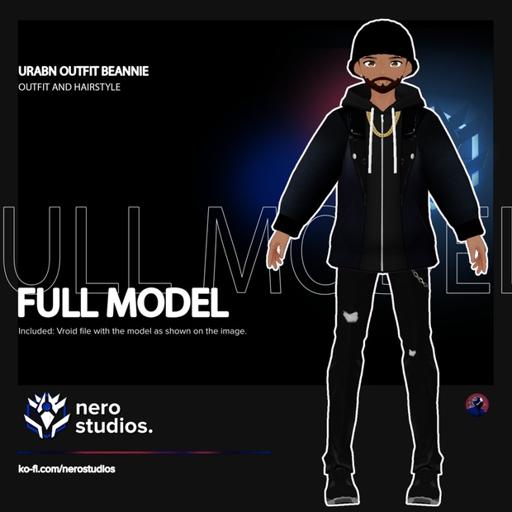 URABN OUTFIT BEANNIE
OUTFIT AND HAIRSTYLE
ULL MODEL
FULL MODEL
Included: Vroid file with the model as shown on the image.
nero
studios.
ko-fi.com/nerostudios